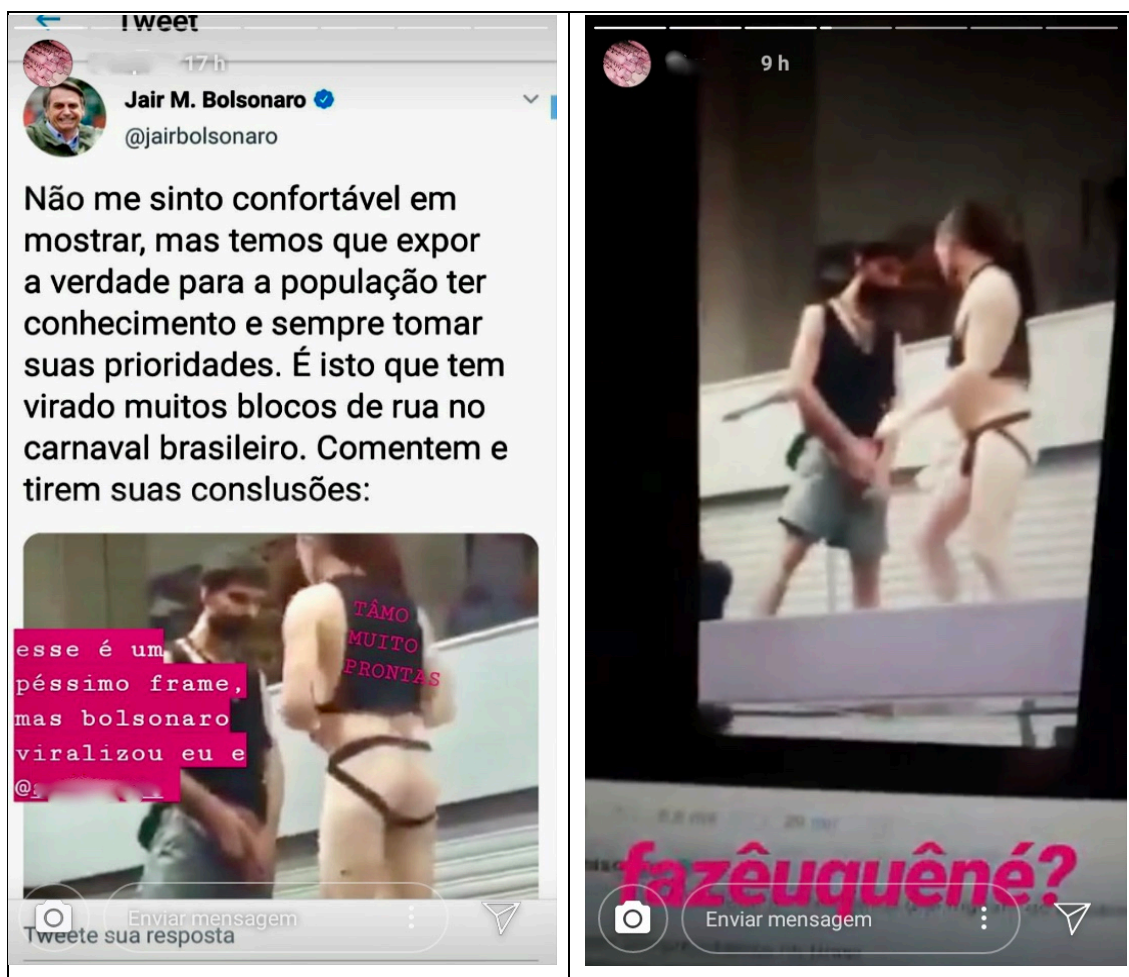 Tweet
17 h
Jair M. Bolsonaro
@jairbolsonaro
Não me sinto confortável em
mostrar, mas temos que expor
a verdade para a população ter
conhecimento e sempre tomar
suas prioridades. É isto que tem
virado muitos blocos de rua no
carnaval brasileiro. Comentem e
tirem suas conslusões:
TÂMO
MUITO
PRONTAS
esse é um
péssimo frame,
mas bolsonaro
viralizou eu e
@
Enviar mensagem
Tweete sua resposta
9 h
fazêuquêné?
Enviar mensagem